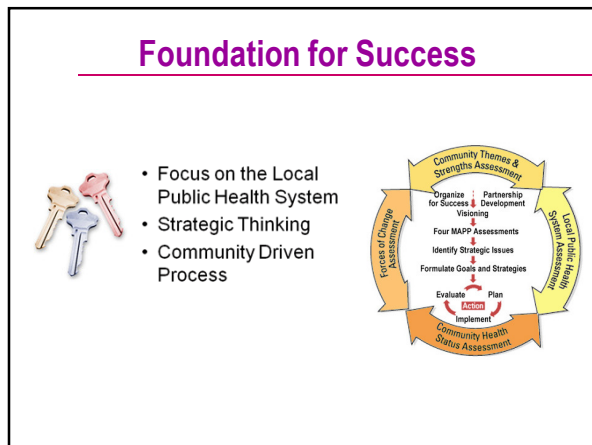 Foundation for Success
• Focus on the Local
Public Health System
• Strategic Thinking
• Community Driven
Process
Community Themes &
Strengths Assessment
Forces of Change
Assessment
Organize Partnership
for Success Development
Visioning
Four MAPP Assessments
Identify Strategic Issues
Formulate Goals and Strategies
Evaluate Plan
Action
Implement
Local Public Health
System Assessment
Community Health
Status Assessment